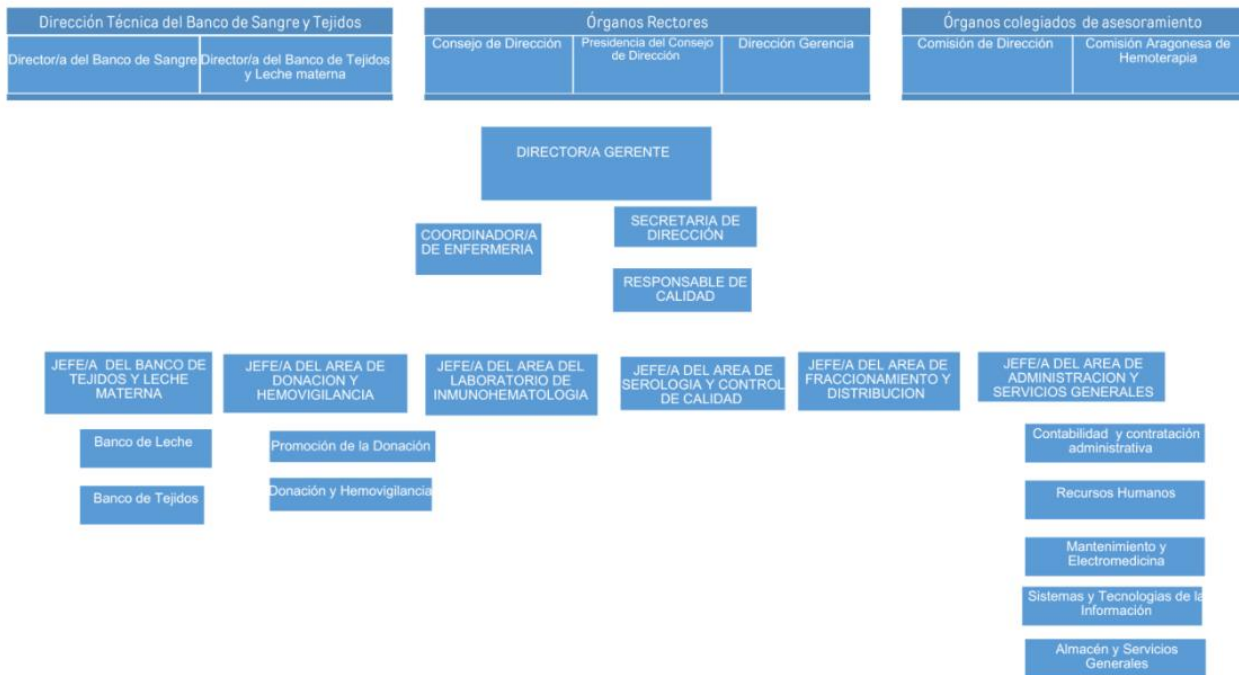 Dirección Técnica del Banco de Sangre y Tejidos
Director/a del Banco de Sangre
Director/a del Banco de Tejidos
y Leche materna
Órganos Rectores
Consejo de Dirección
Presidencia del Consejo
de Dirección
Dirección Gerencia
Órganos colegiados de asesoramiento
Comisión de Dirección
Comisión Aragonesa de
Hemoterapia
DIRECTOR/A GERENTE
COORDINADOR/A
DE ENFERMERIA
SECRETARIA DE
DIRECCIÓN
RESPONSABLE DE
CALIDAD
JEFE/A DEL BANCO DE
TEJIDOS Y LECHE
MATERNA
Banco de Leche
Banco de Tejidos
JEFE/A DEL AREA DE
DONACION Y
HEMOVIGILANCIA
Promoción de la Donación
Donación y Hemovigilancia
JEFE/A DEL AREA DEL
LABORATORIO DE
INMUNOHEMATOLOGIA
JEFE/A DEL AREA DE
SEROLOGIA Y CONTROL
DE CALIDAD
JEFE/A DEL AREA DE
FRACCIONAMIENTO Y
DISTRIBUCION
JEFE/A DEL AREA DE
ADMINISTRACION Y
SERVICIOS GENERALES
Contabilidad y contratación
administrativa
Recursos Humanos
Mantenimiento y
Electromedicina
Sistemas y Tecnologías de la
Información
Almacén y Servicios
Generales